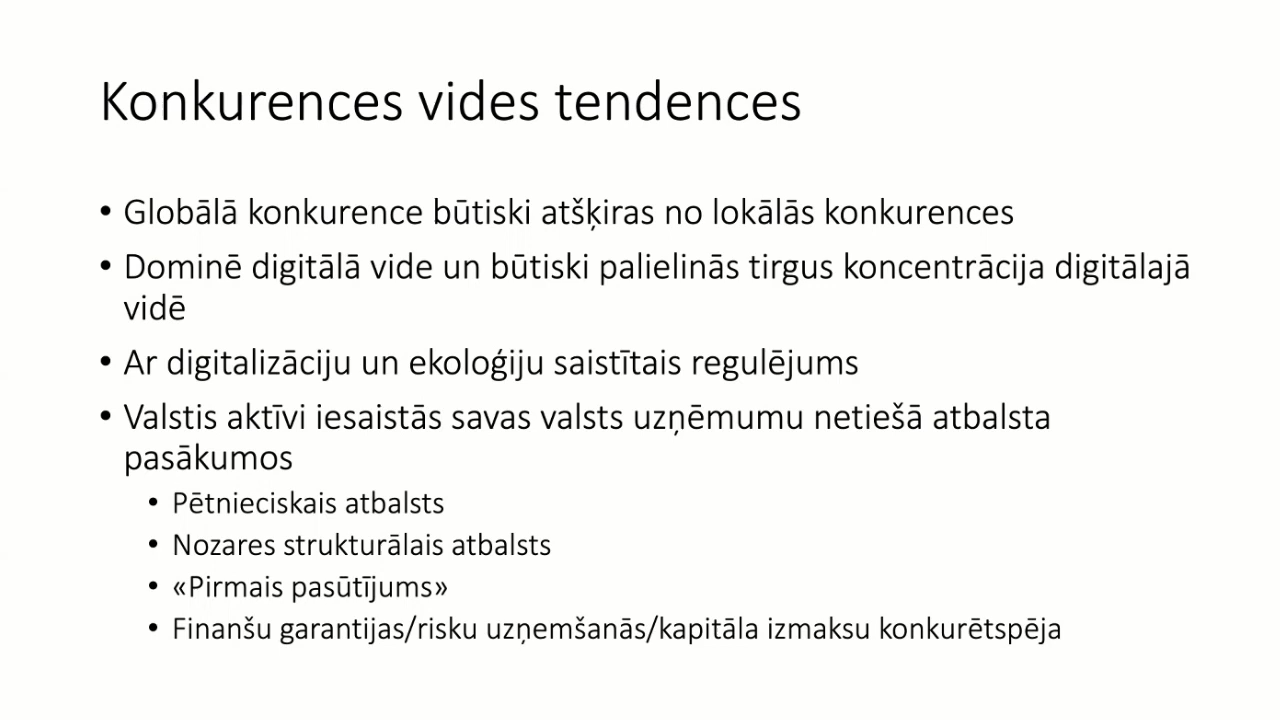 Konkurences vides tendences
• Globālā konkurence būtiski atšķiras no lokālās konkurences
• Dominē digitālā vide un būtiski palielinās tirgus koncentrācija digitālajā
vidē
• Ar digitalizāciju un ekoloģiju saistītais regulējums
• Valstis aktīvi iesaistās savas valsts uzņēmumu netiešā atbalsta
pasākumos
• Pētnieciskais atbalsts
• Nozares strukturālais atbalsts
• «Pirmais pasūtījums»
• Finanšu garantijas/risku uzņemšanās/kapitāla izmaksu konkurētspēja